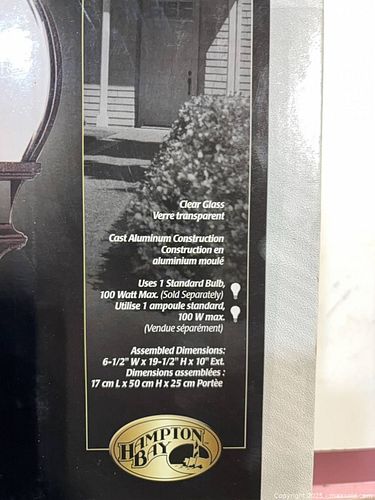 Clear Glass
Verre transparent
Cast Aluminum Construction
Construction en
aluminium moulé
Uses 1 Standard Bulb,
100 Watt Max. (Sold Separately)
Utilise 1 ampoule standard,
100 W max.
(Vendue séparément)
Assembled Dimensions:
6-1/2" W x 19-1/2" H x 10" Ext.
Dimensions assemblées :
17 cm L x 50 cm H x 25 cm Portèe
HAMPTON
BAY